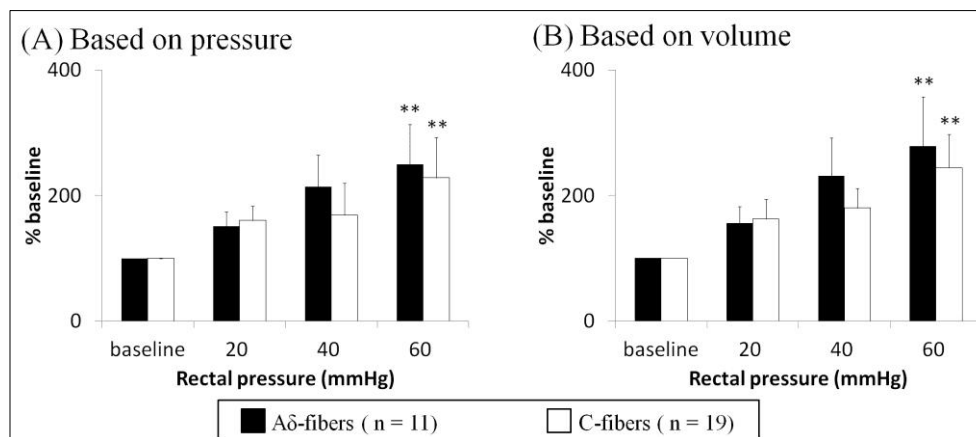 (A) Based on pressure
400
200
0
% baseline
** **
baseline 20 40 60
Rectal pressure (mmHg)
(B) Based on volume
400
200
0
% baseline
** **
baseline 20 40 60
Rectal pressure (mmHg)
Aδ-fibers ( n = 11) C-fibers ( n = 19)